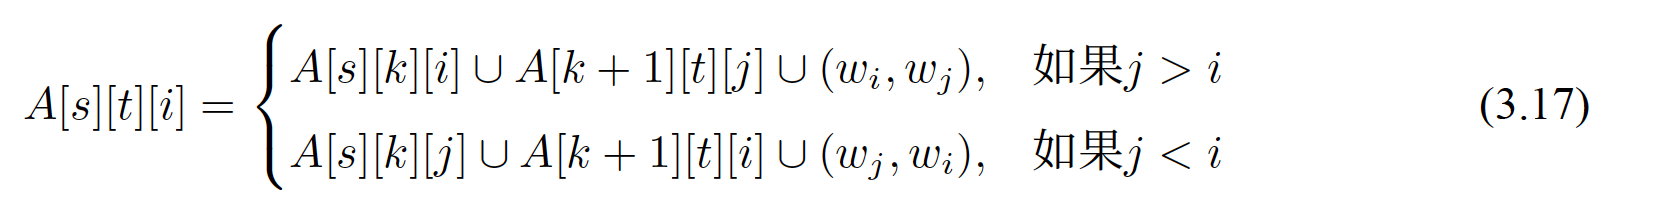 A[s][k][i] ∪ A[k + 1][t][j] ∪ (w_i, w_j), 如果j > i
A[s][t][i] = { (3.17)
A[s][k][j] ∪ A[k + 1][t][i] ∪ (w_j, w_i), 如果j < i